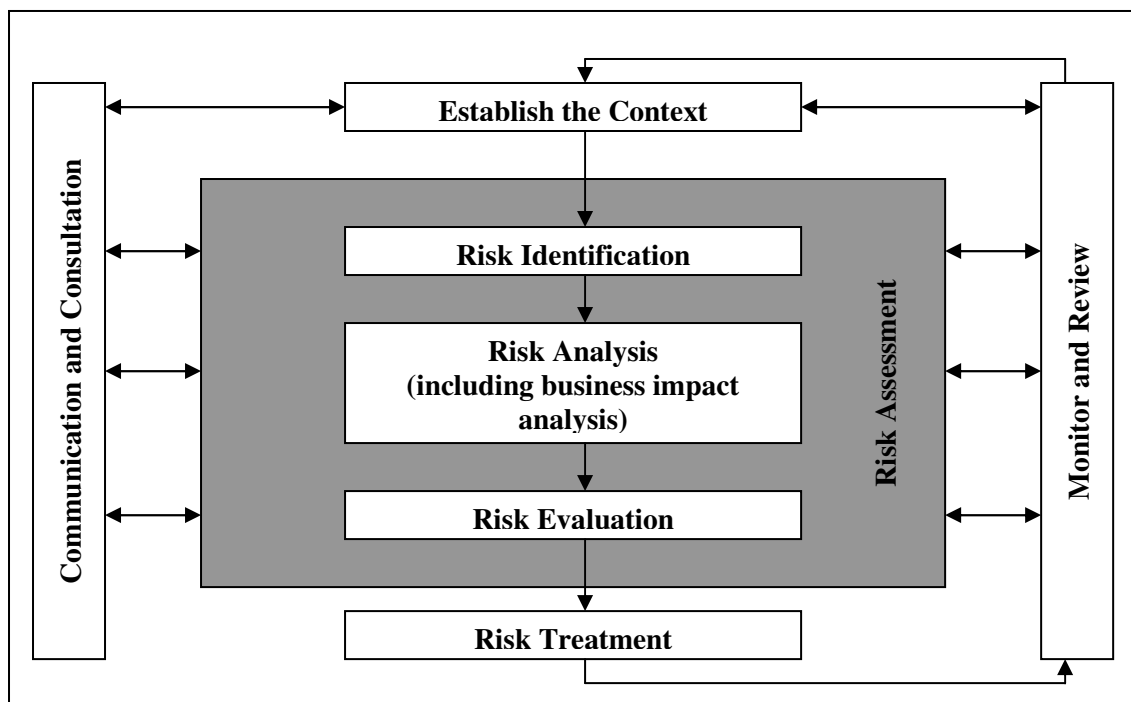 Establish the Context
Communication and Consultation
Risk Identification
Risk Analysis
(including business impact
analysis)
Risk Assessment
Monitor and Review
Risk Evaluation
Risk Treatment